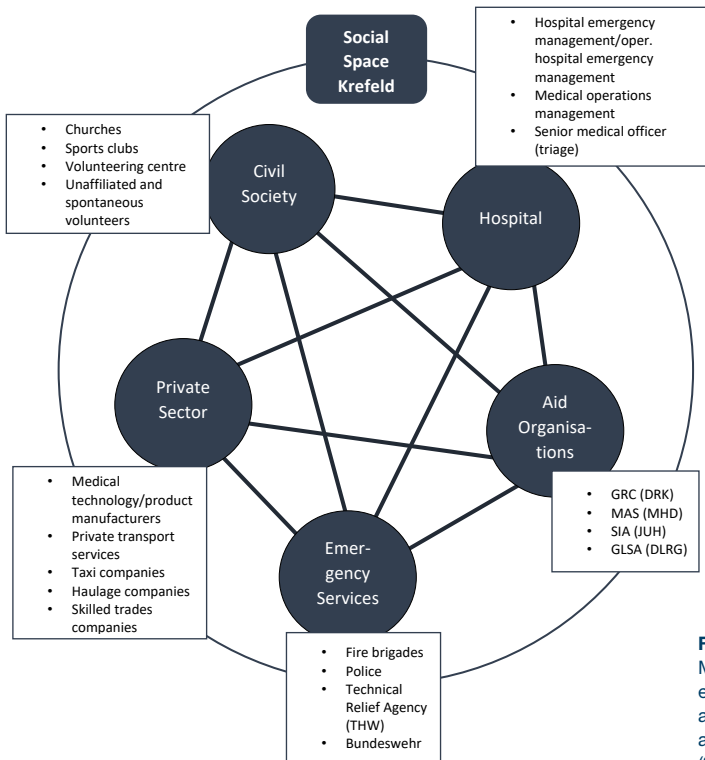 Social
Space
Krefeld
• Hospital emergency
management/oper.
hospital emergency
management
• Medical operations
management
• Senior medical officer
(triage)
• Churches
• Sports clubs
• Volunteering centre
• Unaffiliated and
spontaneous
volunteers
Civil
Society
Hospital
Private
Sector
Aid
Organisa-
tions
• Medical
technology/product
manufacturers
• Private transport
services
• Taxi companies
• Haulage companies
• Skilled trades
companies
• GRC (DRK)
• MAS (MHD)
• SIA (JUH)
• GLSA (DLRG)
Emer-
gency
Services
• Fire brigades
• Police
• Technical
Relief Agency
(THW)
• Bundeswehr